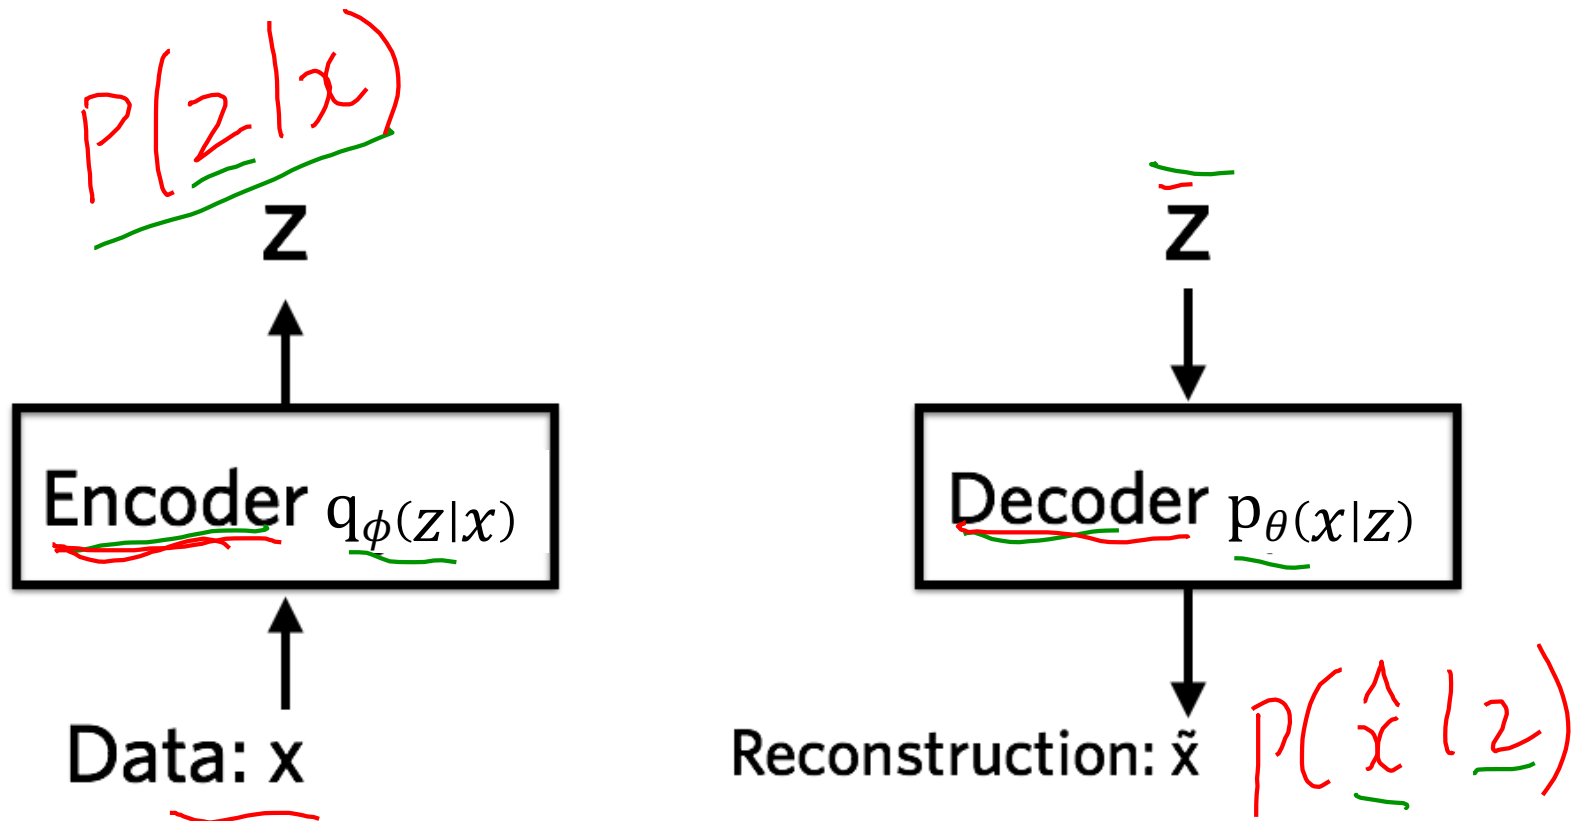 P(z|x)
z
Encoder qϕ(z|x)
Data: x
z
Decoder pθ(x|z)
Reconstruction: x̃
P(x̂|z)